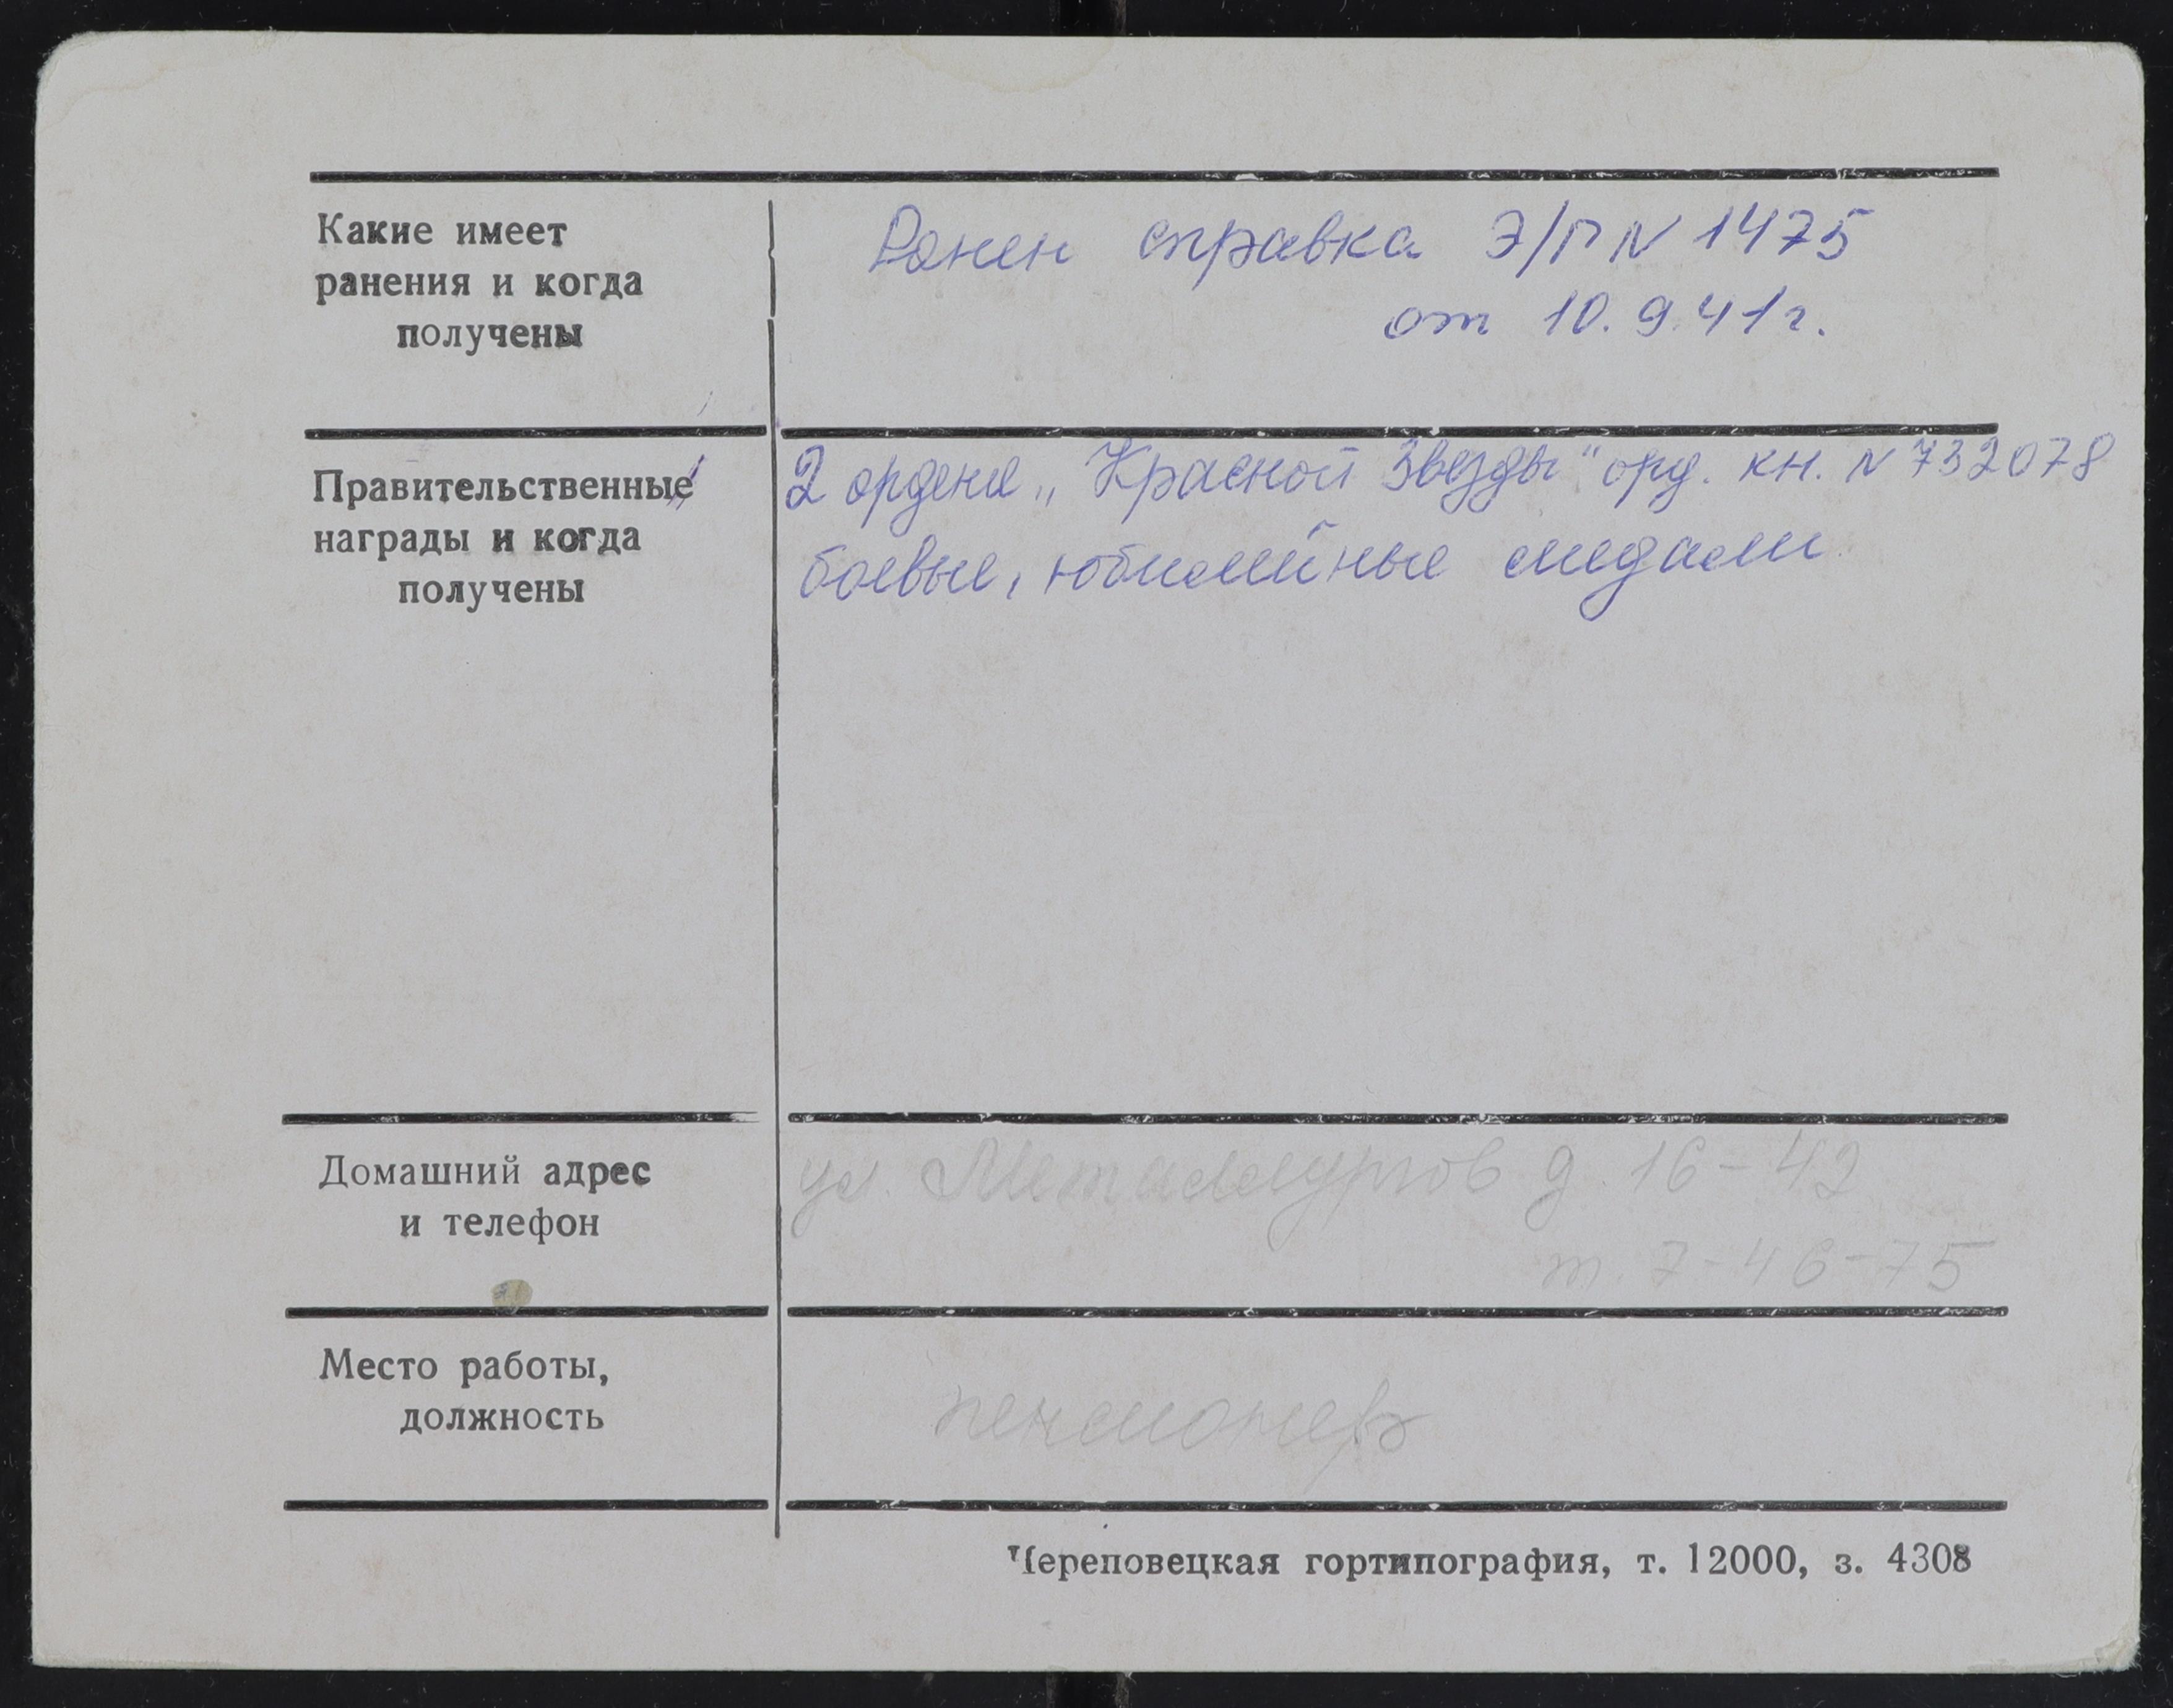 Какие имеет
ранения и когда
получены
Ранен справка Э/Г N 1475
от 10.9.41г.
Правительственные
награды и когда
получены
2 ордена „Красной Звезды" орд. кн. N 732078
боевые, юбилейные медали
Домашний адрес
и телефон
ул. Металлургов д. 16-42
т. 7-46-75
Место работы,
должность
пенсионер
Череповецкая гортипография, т. 12000, з. 4308